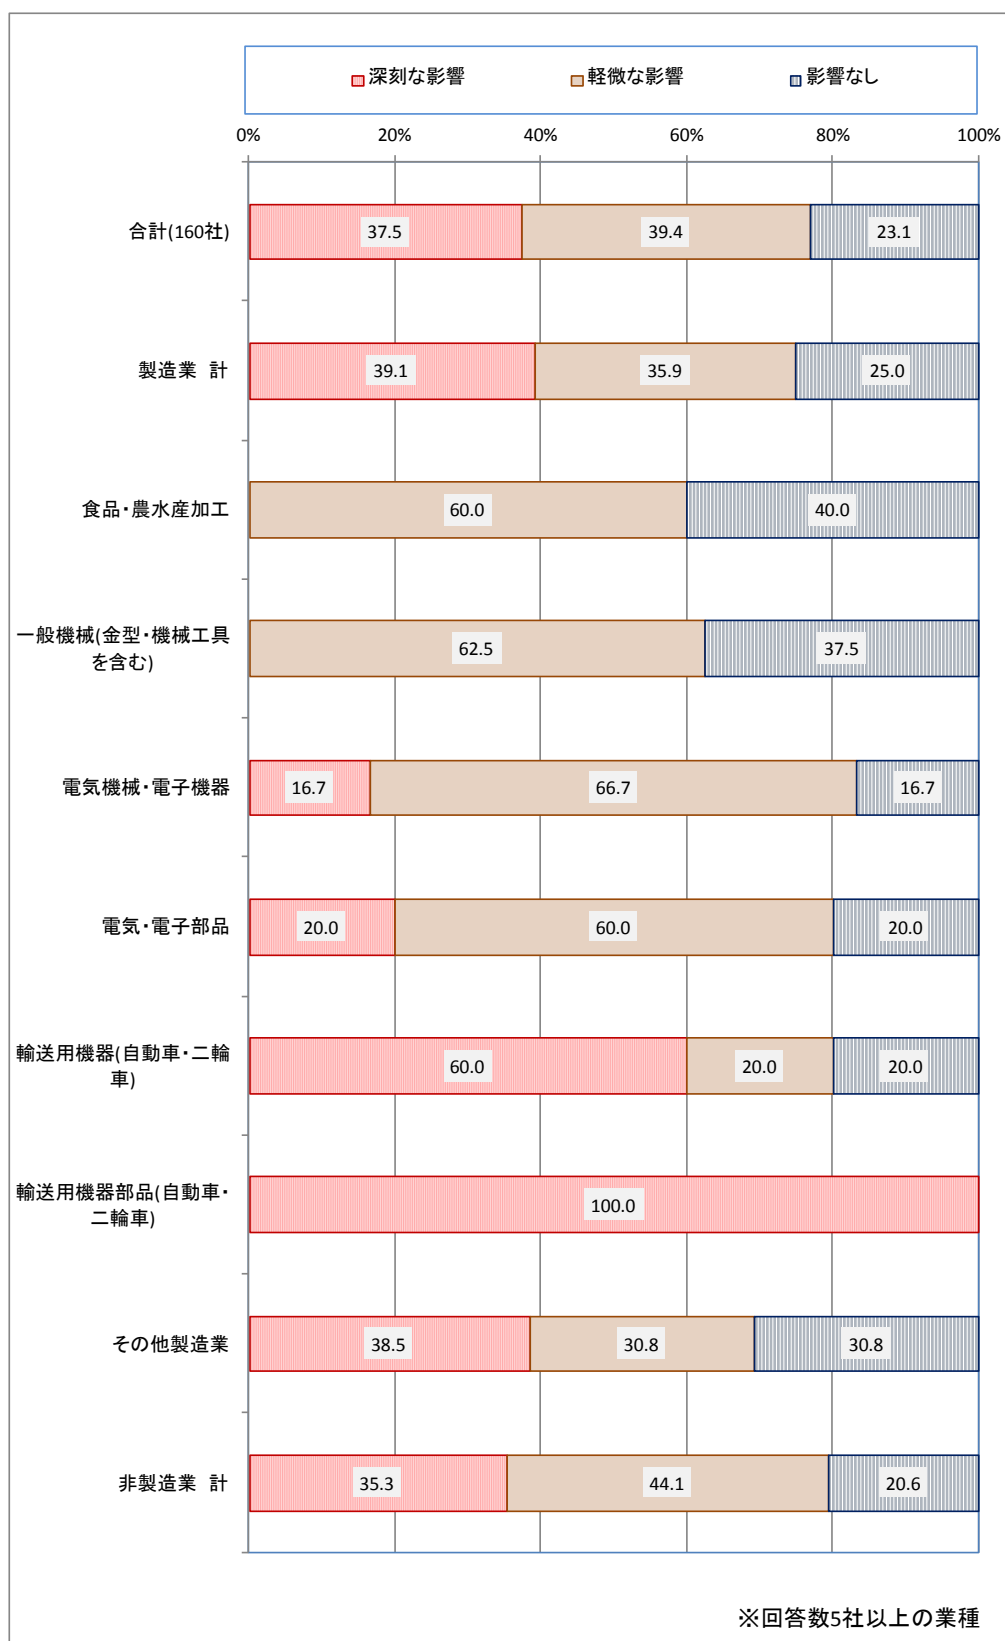 深刻な影響 軽微な影響 影響なし
0% 20% 40% 60% 80% 100%
合計(160社) 37.5 39.4 23.1
製造業 計 39.1 35.9 25.0
食品・農水産加工 60.0 40.0
一般機械(金型・機械工具
を含む) 62.5 37.5
電気機械・電子機器 16.7 66.7 16.7
電気・電子部品 20.0 60.0 20.0
輸送用機器(自動車・二輪
車) 60.0 20.0 20.0
輸送用機器部品(自動車・
二輪車) 100.0
その他製造業 38.5 30.8 30.8
非製造業 計 35.3 44.1 20.6
※回答数5社以上の業種